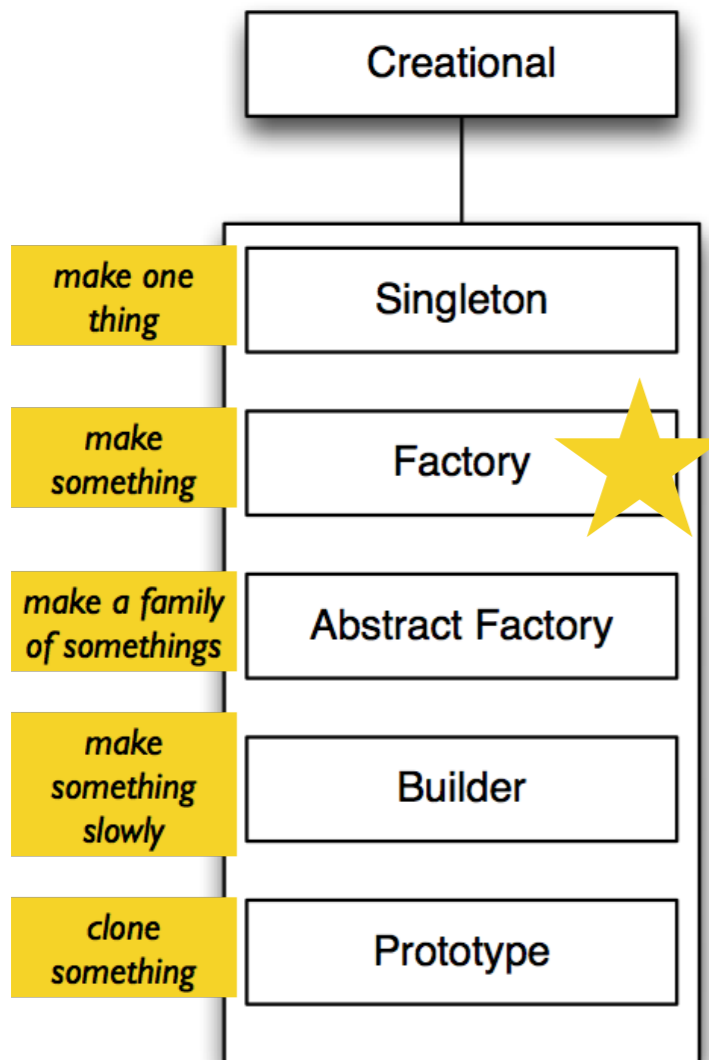 Creational
make one
thing
Singleton
make
something
Factory
make a family
of somethings
Abstract Factory
make
something
slowly
Builder
clone
something
Prototype